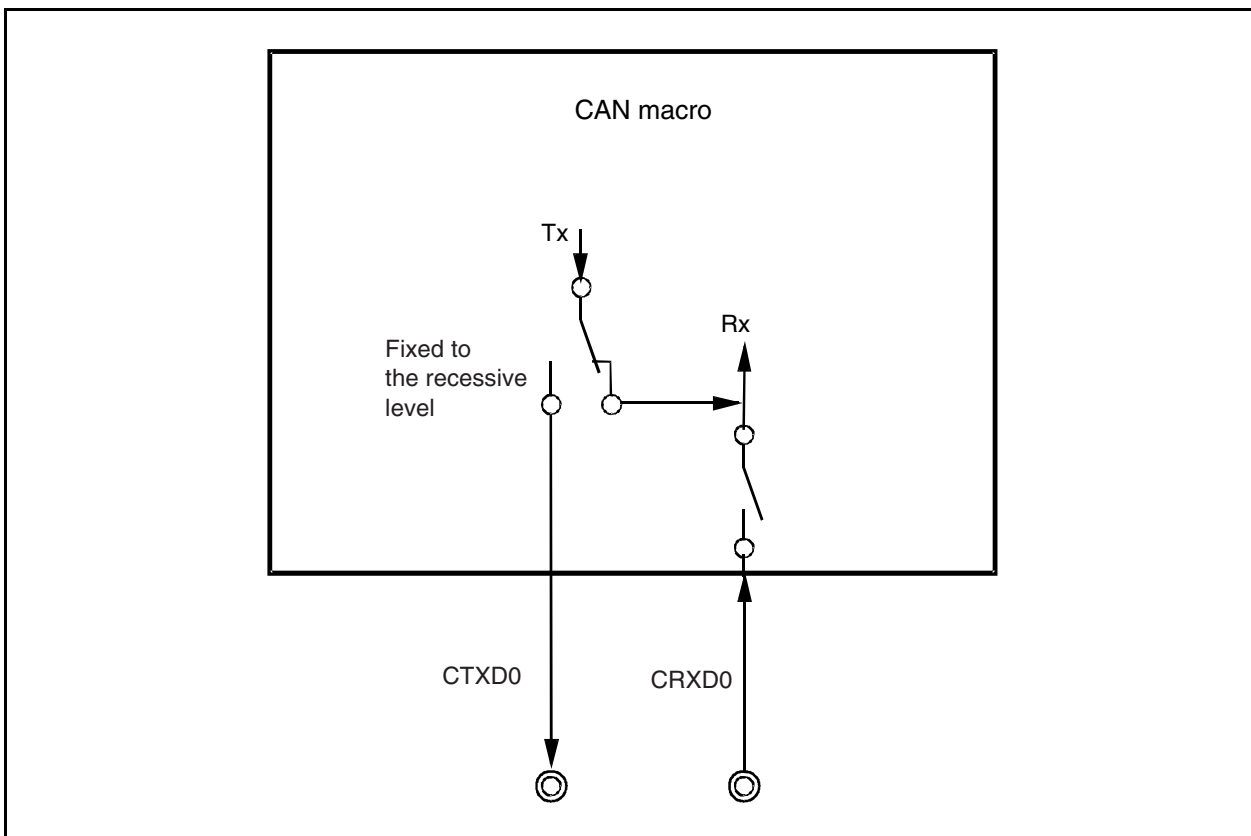 CAN macro
Tx
Rx
Fixed to
the recessive
level
CTXD0
CRXD0